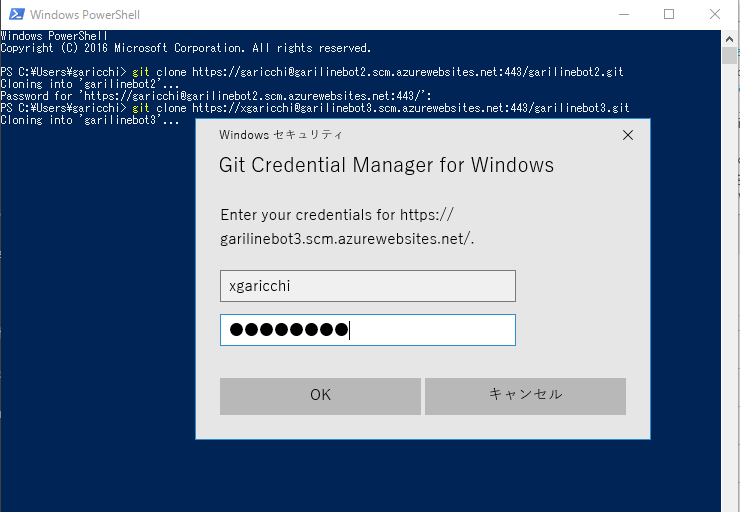 Windows PowerShell
Windows PowerShell
Copyright (C) 2016 Microsoft Corporation. All rights reserved.
PS C:¥Users¥garicchi> git clone https://garicchi@garilinebot2.scm.azurewebsites.net:443/garilinebot2.git
Cloning into 'garilinebot2'...
Password for 'https://garicchi@garilinebot2.scm.azurewebsites.net:443/':
PS C:¥Users¥garicchi> git clone https://xgaricchi@garilinebot3.scm.azurewebsites.net:443/garilinebot3.git
Cloning into 'garilinebot3'...
Windows セキュリティ
Git Credential Manager for Windows
Enter your credentials for https://
garilinebot3.scm.azurewebsites.net/.
xgaricchi
●●●●●●●●
OK
キャンセル